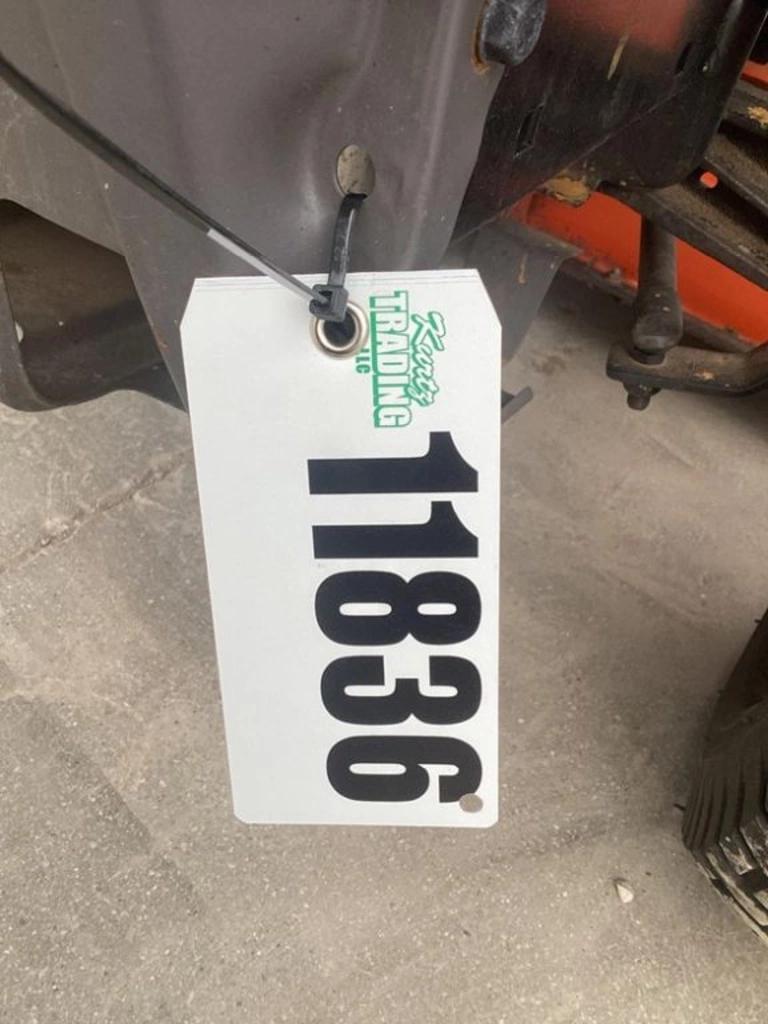 Kurtz
TRADING
LLC
11836